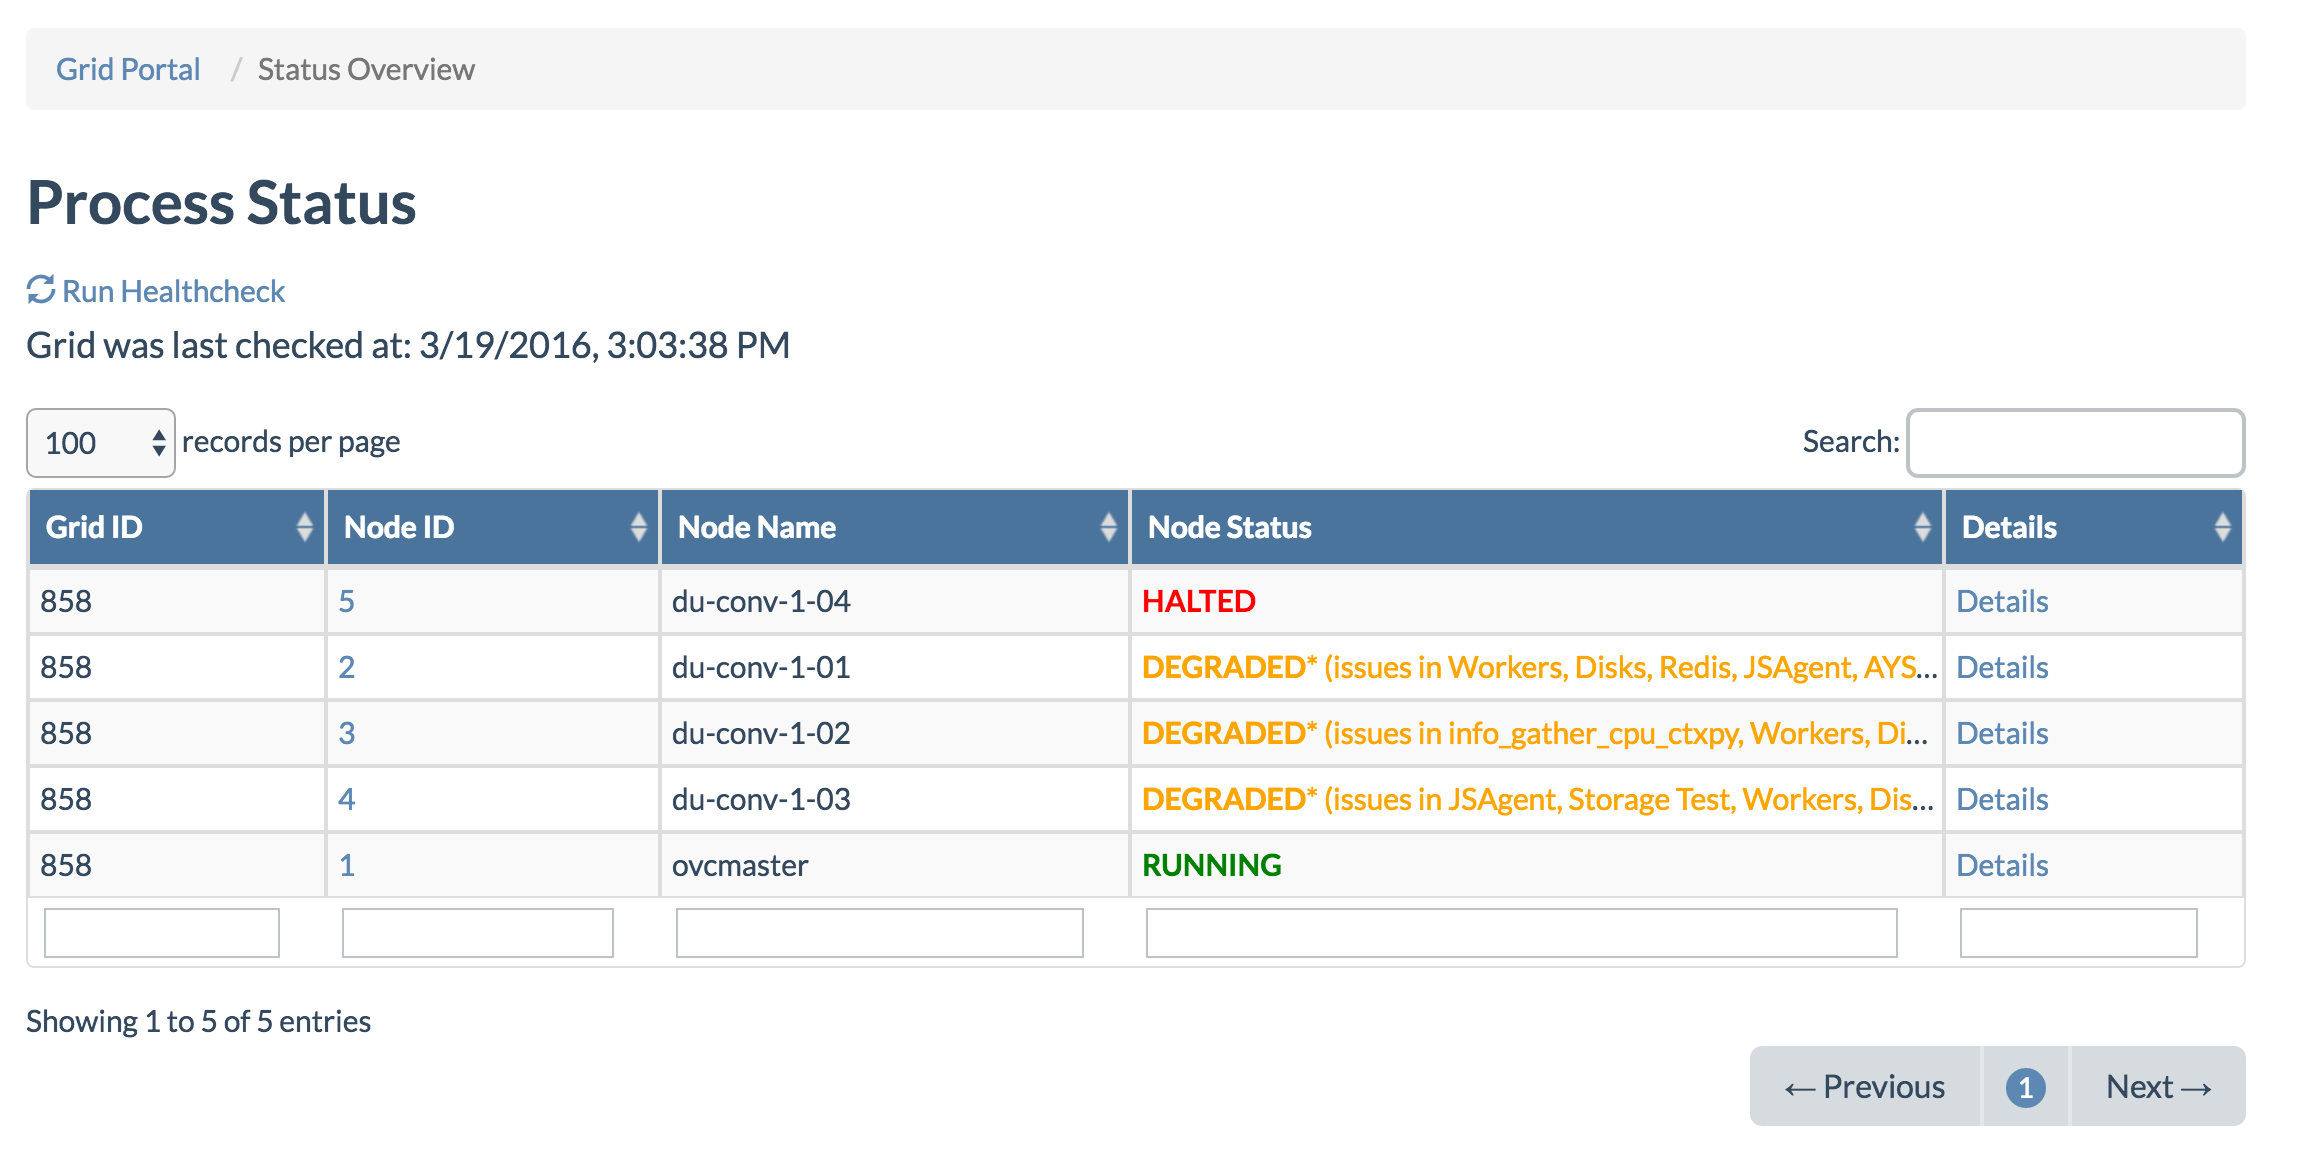 Grid Portal / Status Overview
Process Status
Run Healthcheck
Grid was last checked at: 3/19/2016, 3:03:38 PM
100 records per page Search:
Grid ID Node ID Node Name Node Status Details
858 5 du-conv-1-04 HALTED Details
858 2 du-conv-1-01 DEGRADED* (issues in Workers, Disks, Redis, JSAgent, AYS... Details
858 3 du-conv-1-02 DEGRADED* (issues in info_gather_cpu_ctxpy, Workers, Di... Details
858 4 du-conv-1-03 DEGRADED* (issues in JSAgent, Storage Test, Workers, Dis... Details
858 1 ovcmaster RUNNING Details
Showing 1 to 5 of 5 entries
← Previous 1 Next →